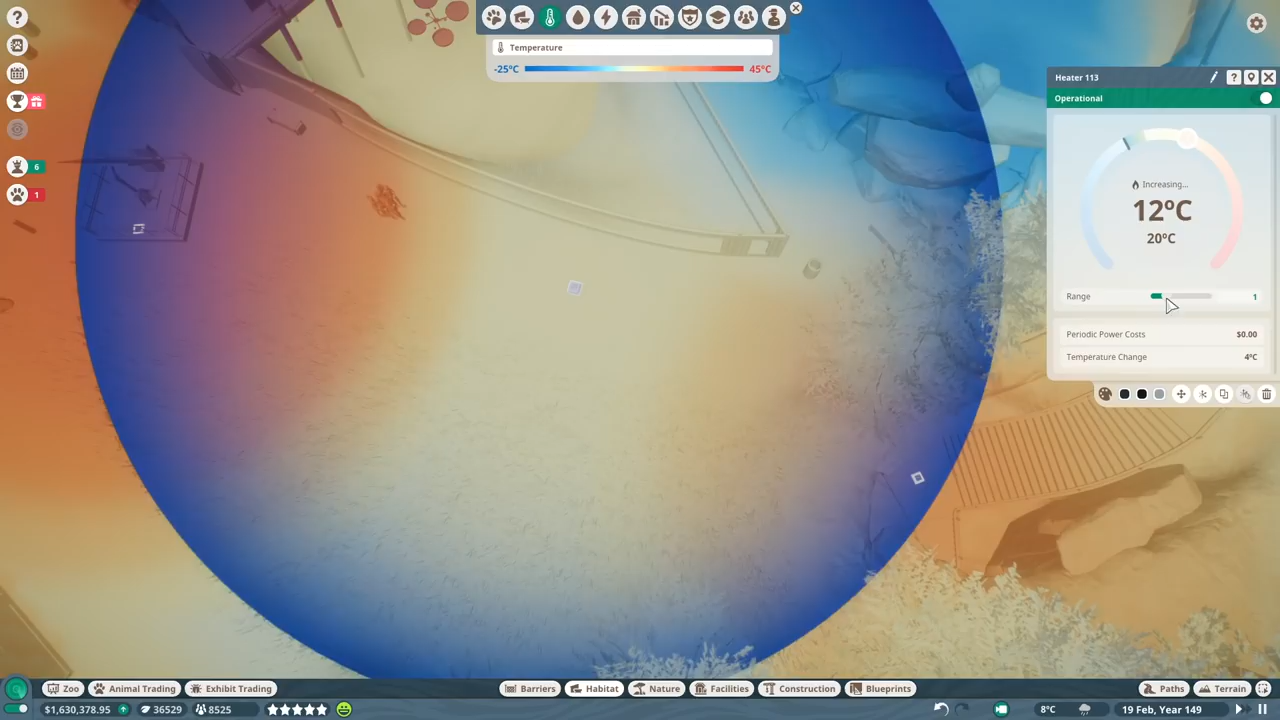 ?
Temperature
-25°C
45°C
Heater 113
?
Operational
6
1
Increasing...
12°C
20°C
Range
1
Periodic Power Costs
$0.00
Temperature Change
4°C
Zoo
Animal Trading
Exhibit Trading
Barriers
Habitat
Nature
Facilities
Construction
Blueprints
Paths
Terrain
$1,630,378.95
36529
8525
8°C
19 Feb, Year 149